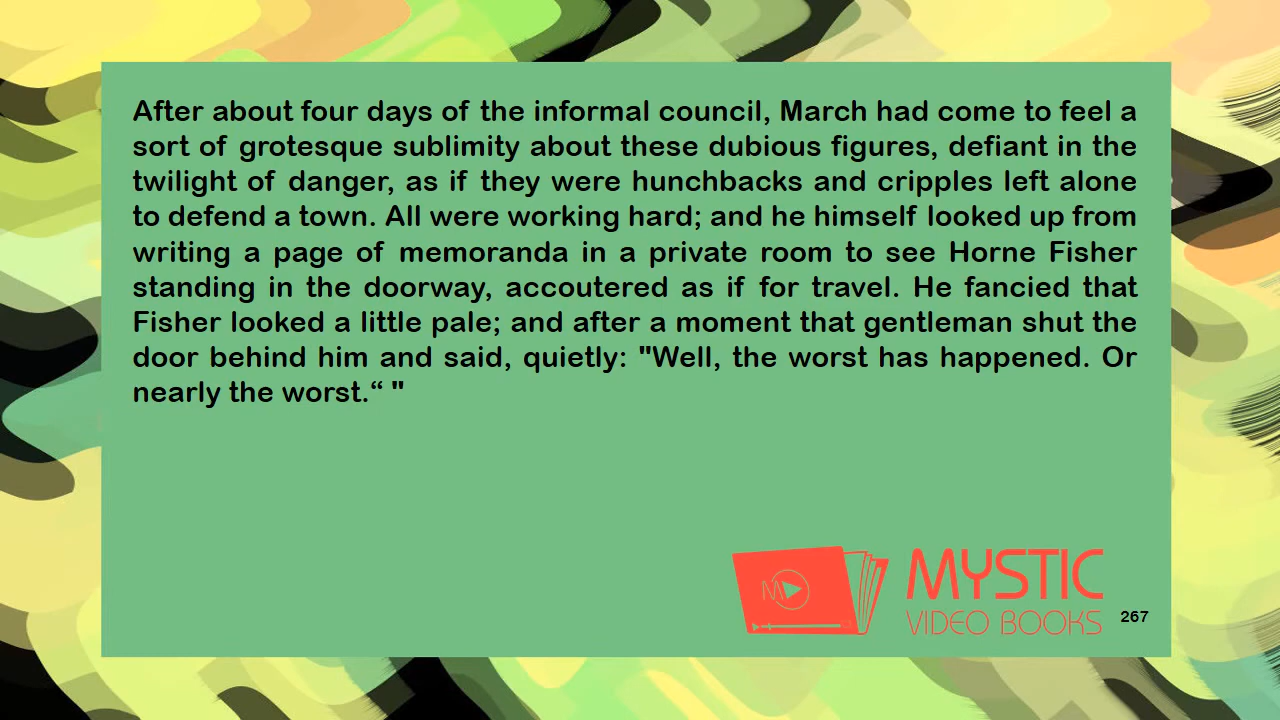 After about four days of the informal council, March had come to feel a
sort of grotesque sublimity about these dubious figures, defiant in the
twilight of danger, as if they were hunchbacks and cripples left alone
to defend a town. All were working hard; and he himself looked up from
writing a page of memoranda in a private room to see Horne Fisher
standing in the doorway, accoutered as if for travel. He fancied that
Fisher looked a little pale; and after a moment that gentleman shut the
door behind him and said, quietly: "Well, the worst has happened. Or
nearly the worst.“ "
M
MYSTIC
VIDEO BOOKS
267